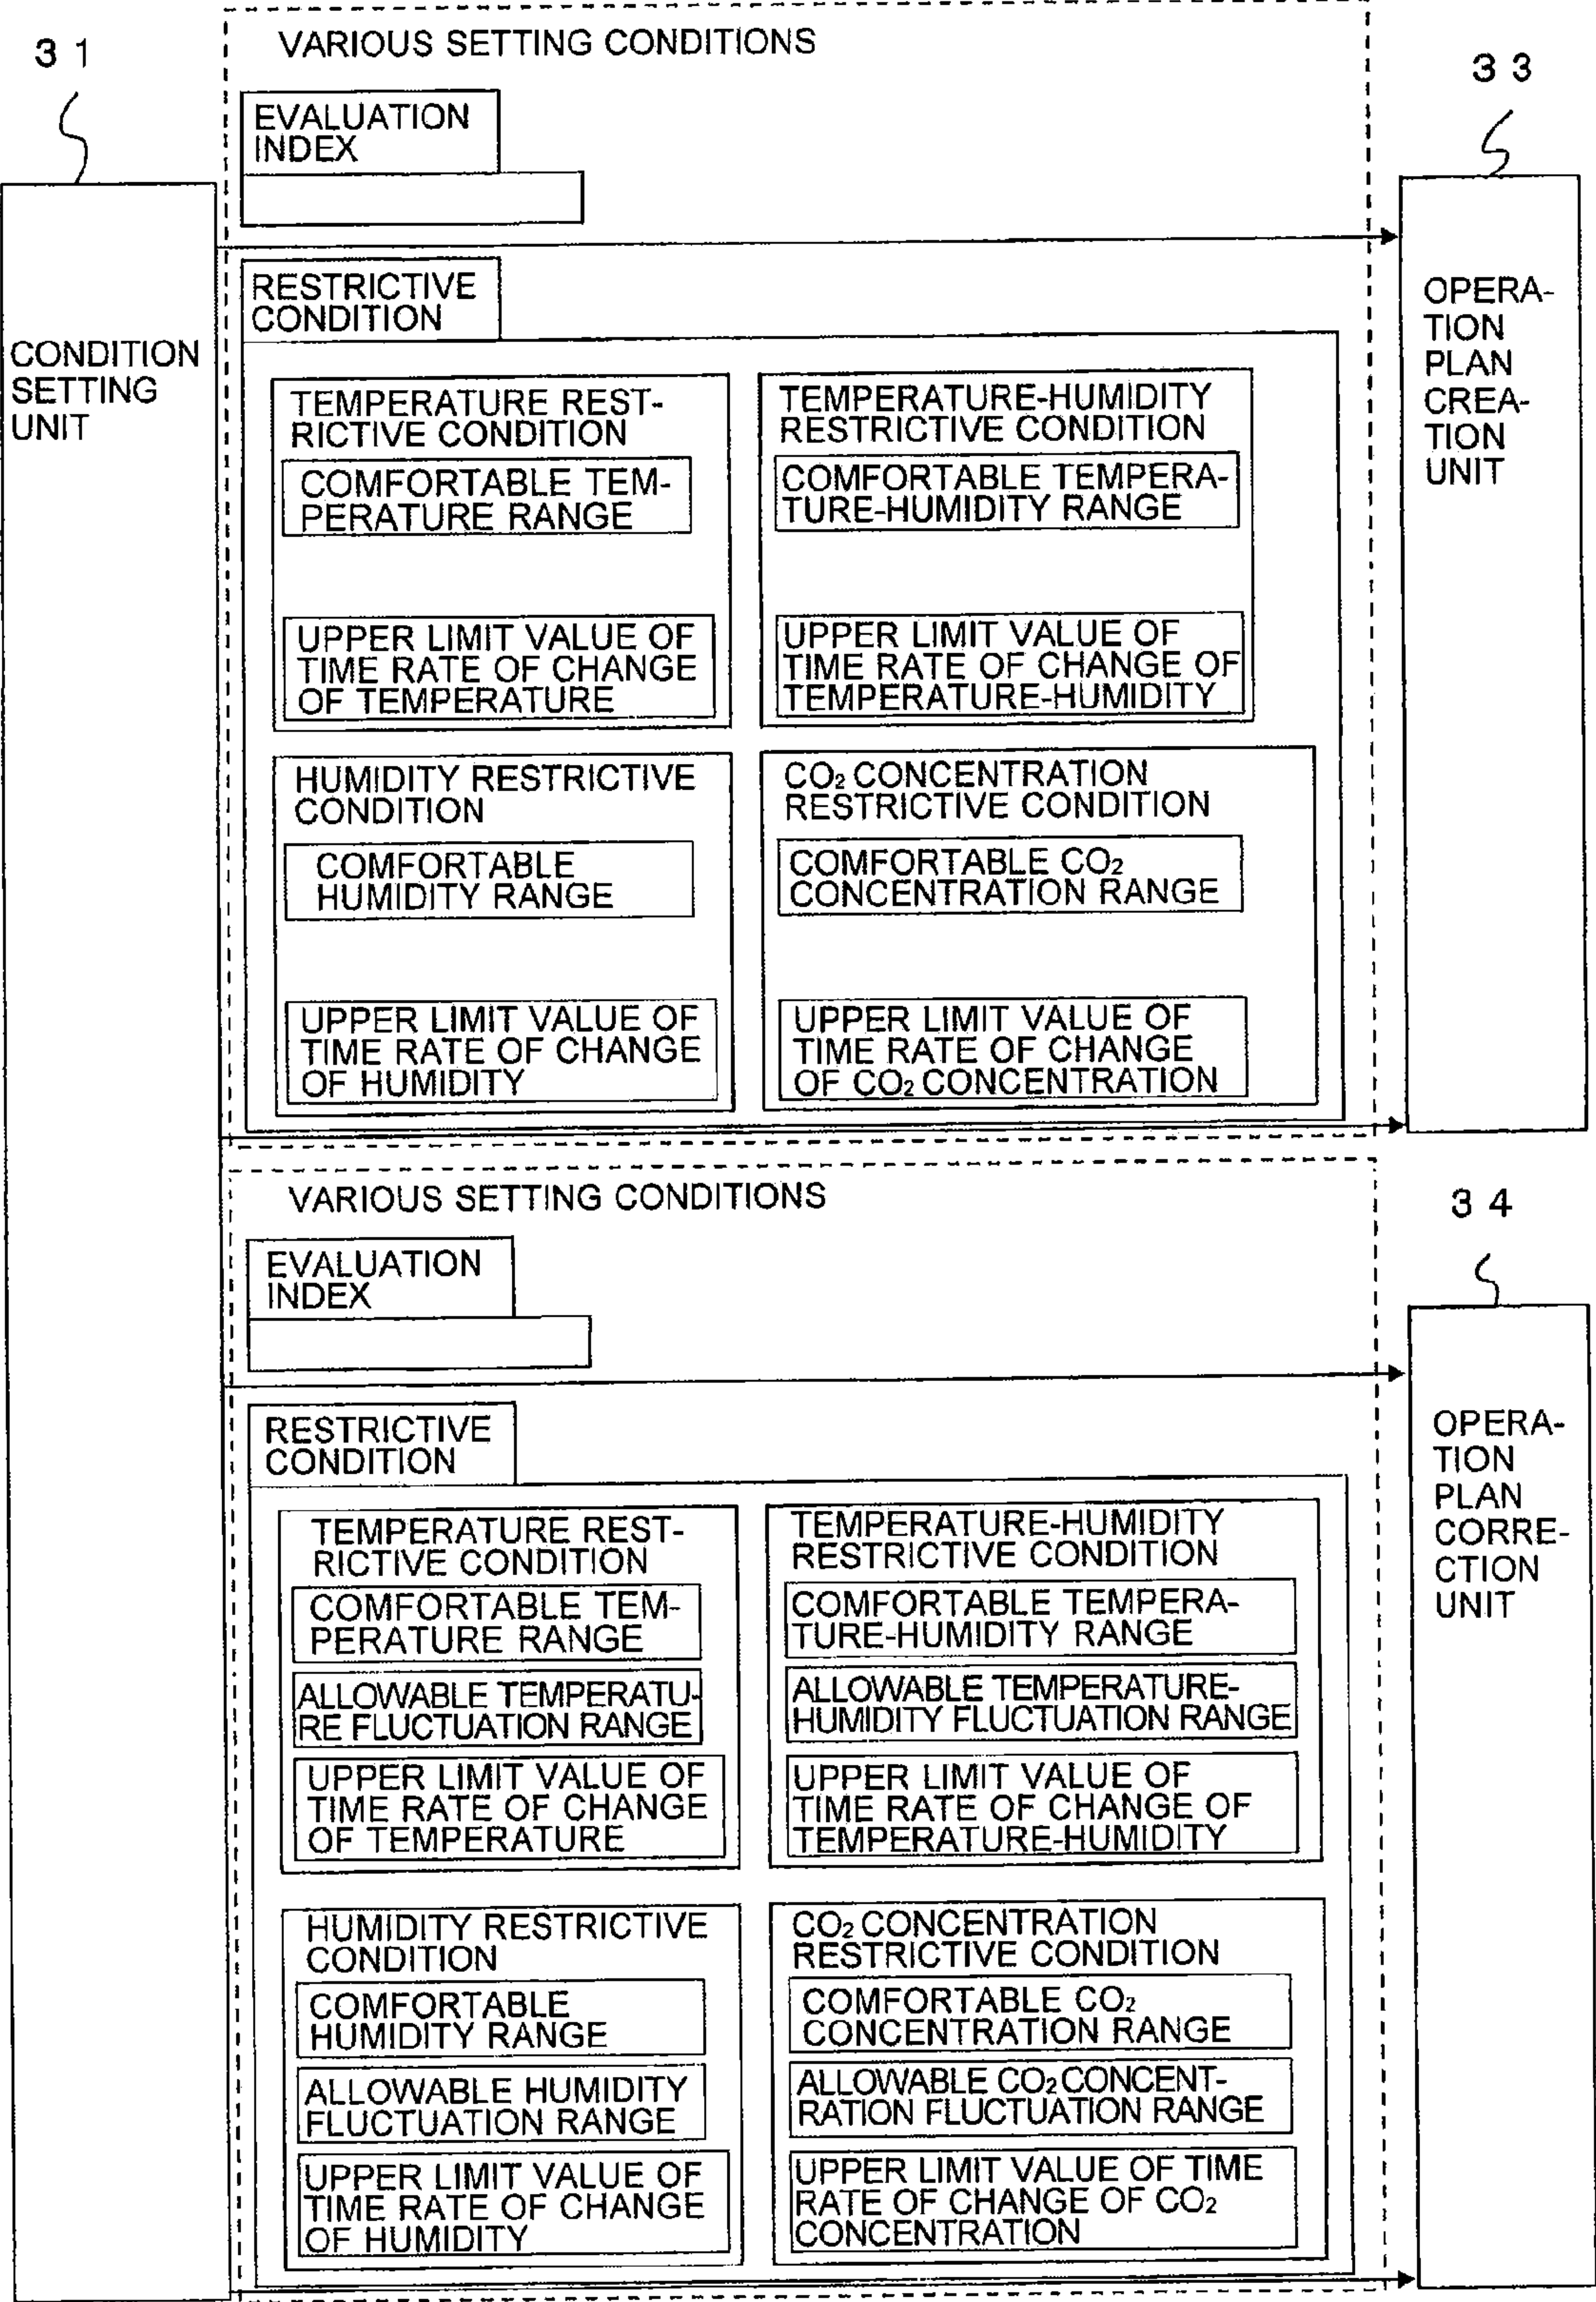 31
VARIOUS SETTING CONDITIONS
33
EVALUATION
INDEX
RESTRICTIVE
CONDITION
CONDITION
SETTING
UNIT
OPERA-
TION
PLAN
CREA-
TION
UNIT
TEMPERATURE REST-
RICTIVE CONDITION
COMFORTABLE TEM-
PERATURE RANGE
UPPER LIMIT VALUE OF
TIME RATE OF CHANGE
OF TEMPERATURE
TEMPERATURE-HUMIDITY
RESTRICTIVE CONDITION
COMFORTABLE TEMPERA-
TURE-HUMIDITY RANGE
UPPER LIMIT VALUE OF
TIME RATE OF CHANGE OF
TEMPERATURE-HUMIDITY
HUMIDITY RESTRICTIVE
CONDITION
COMFORTABLE
HUMIDITY RANGE
UPPER LIMIT VALUE OF
TIME RATE OF CHANGE
OF HUMIDITY
CO₂ CONCENTRATION
RESTRICTIVE CONDITION
COMFORTABLE CO₂
CONCENTRATION RANGE
UPPER LIMIT VALUE OF
TIME RATE OF CHANGE
OF CO₂ CONCENTRATION
VARIOUS SETTING CONDITIONS
34
EVALUATION
INDEX
RESTRICTIVE
CONDITION
OPERA-
TION
PLAN
CORRE-
CTION
UNIT
TEMPERATURE REST-
RICTIVE CONDITION
COMFORTABLE TEM-
PERATURE RANGE
ALLOWABLE TEMPERATU-
RE FLUCTUATION RANGE
UPPER LIMIT VALUE OF
TIME RATE OF CHANGE
OF TEMPERATURE
TEMPERATURE-HUMIDITY
RESTRICTIVE CONDITION
COMFORTABLE TEMPERA-
TURE-HUMIDITY RANGE
ALLOWABLE TEMPERATURE-
HUMIDITY FLUCTUATION RANGE
UPPER LIMIT VALUE OF
TIME RATE OF CHANGE OF
TEMPERATURE-HUMIDITY
HUMIDITY RESTRICTIVE
CONDITION
COMFORTABLE
HUMIDITY RANGE
ALLOWABLE HUMIDITY
FLUCTUATION RANGE
UPPER LIMIT VALUE OF
TIME RATE OF CHANGE
OF HUMIDITY
CO₂ CONCENTRATION
RESTRICTIVE CONDITION
COMFORTABLE CO₂
CONCENTRATION RANGE
ALLOWABLE CO₂ CONCENT-
RATION FLUCTUATION RANGE
UPPER LIMIT VALUE OF TIME
RATE OF CHANGE OF CO₂
CONCENTRATION